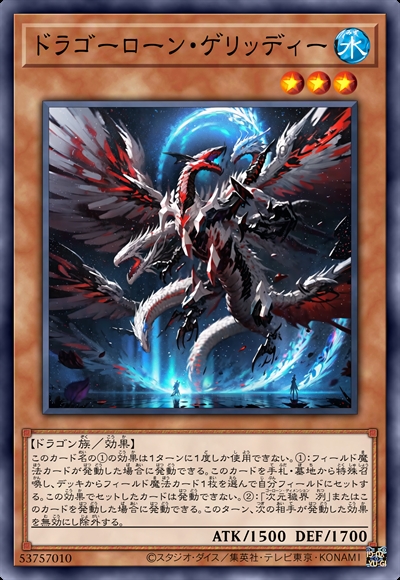 ドラゴーローン・ゲリッディー
水
【ドラゴン族／効果】
このカード名の①の効果は1ターンに1度しか使用できない。①：フィールド魔
法カードが発動した場合に発動できる。このカードを手札・墓地から特殊召
喚し、デッキからフィールド魔法カード1枚を選んで自分フィールドにセットす
る。この効果でセットしたカードは発動できない。②：「次元
または
このカードが発動した場合に発動できる。このターン、次の相手が発動した効果
を無効にし除外する。
ATK/1500 DEF/1700
53757010
©スタジオ・ダイス／集英社・テレビ東京・KONAMI